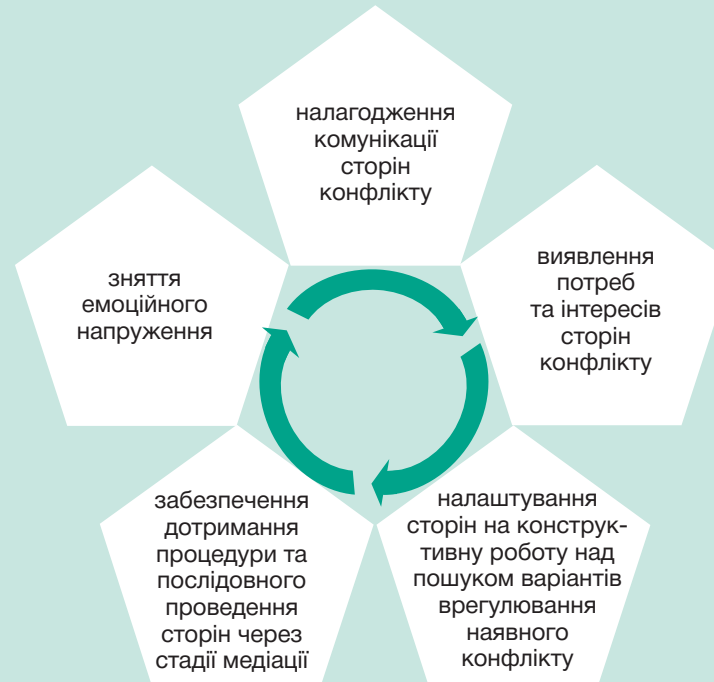 налагодження
комунікації
сторін
конфлікту
виявлення
потреб
та інтересів
сторін
конфлікту
налаштування
сторін на конструк-
тивну роботу над
пошуком варіантів
врегулювання
наявного
конфлікту
забезпечення
дотримання
процедури та
послідовного
проведення
сторін через
стадії медіації
зняття
емоційного
напруження